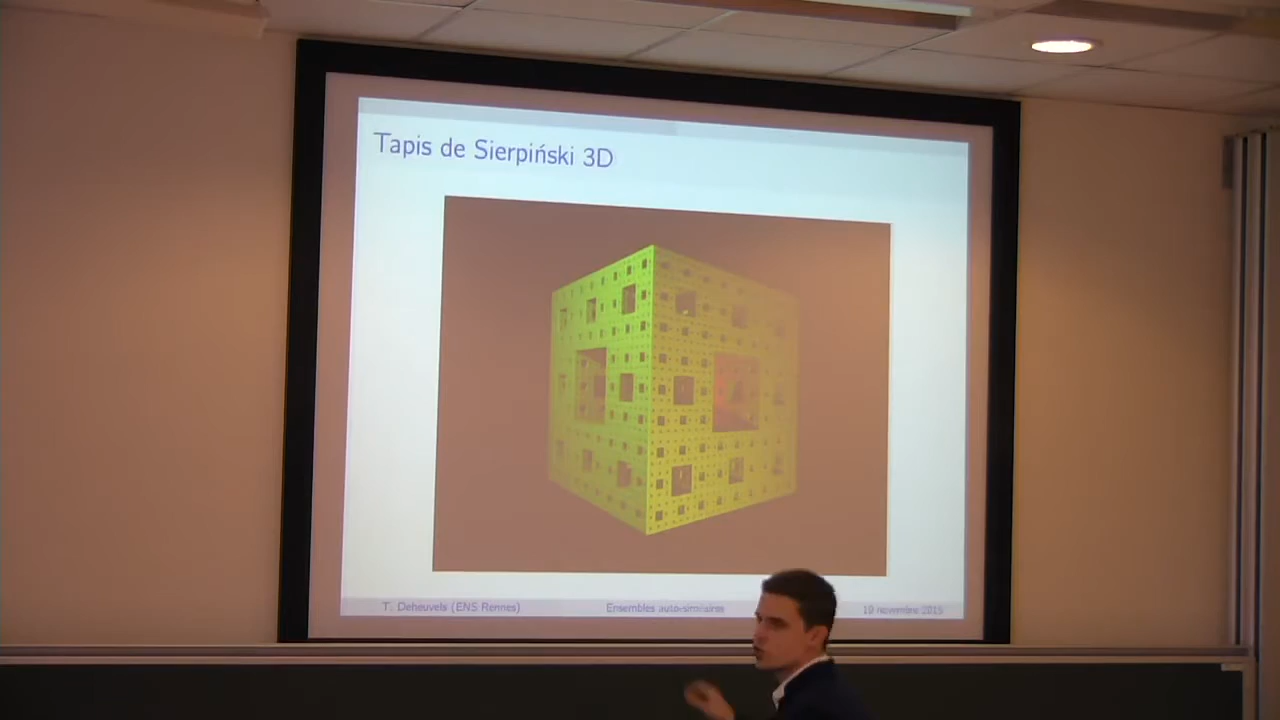 Tapis de Sierpiński 3D
T. Deheuvels (ENS Rennes)
Ensembles auto-similaires
19 novembre 2015